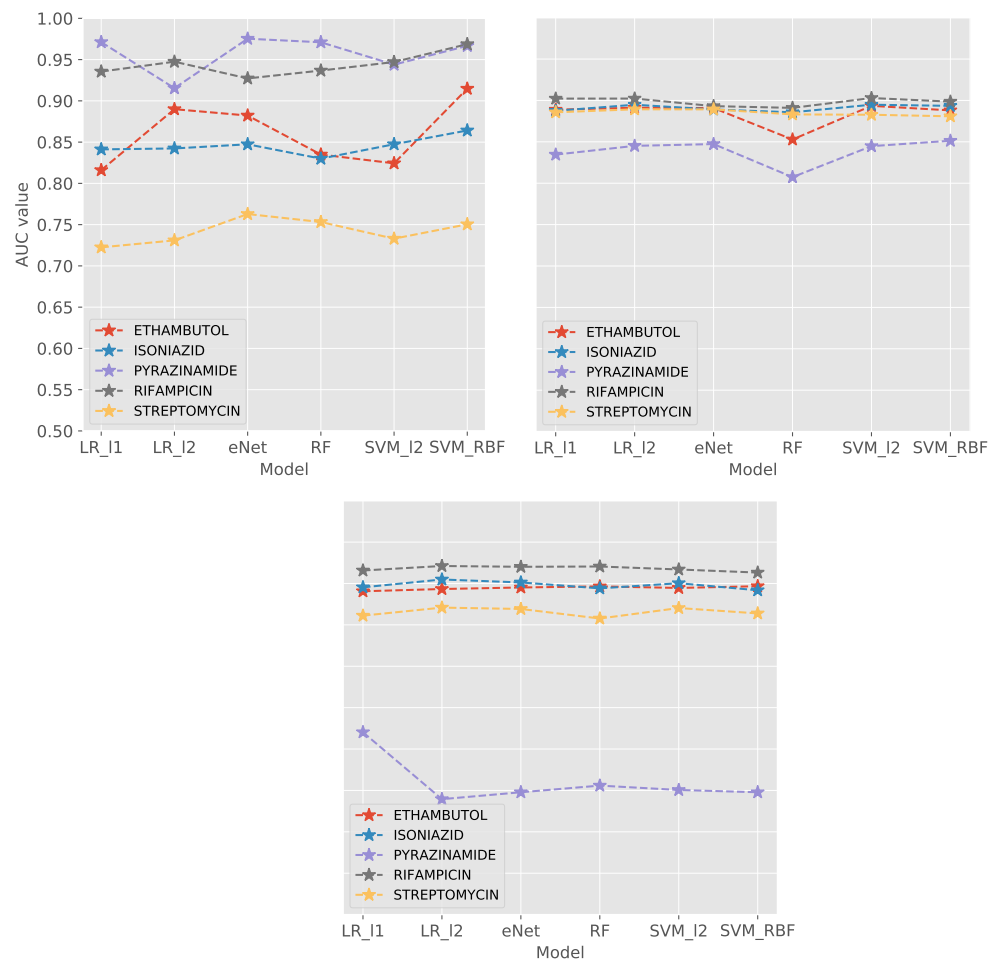 1.00
0.95
0.90
0.85
0.80
0.75
0.70
0.65
0.60
0.55
0.50
AUC value
ETHAMBUTOL
ISONIAZID
PYRAZINAMIDE
RIFAMPICIN
STREPTOMYCIN
LR_l1 LR_l2 eNet RF SVM_l2 SVM_RBF
Model
ETHAMBUTOL
ISONIAZID
PYRAZINAMIDE
RIFAMPICIN
STREPTOMYCIN
LR_l1 LR_l2 eNet RF SVM_l2 SVM_RBF
Model
ETHAMBUTOL
ISONIAZID
PYRAZINAMIDE
RIFAMPICIN
STREPTOMYCIN
LR_l1 LR_l2 eNet RF SVM_l2 SVM_RBF
Model